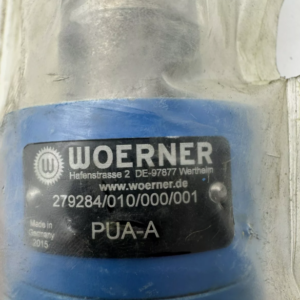 WOERNER
Hafenstrasse 2 DE-97877 Wertheim
www.woerner.de
279284/010/000/001
PUA-A
Made in
Germany
2015